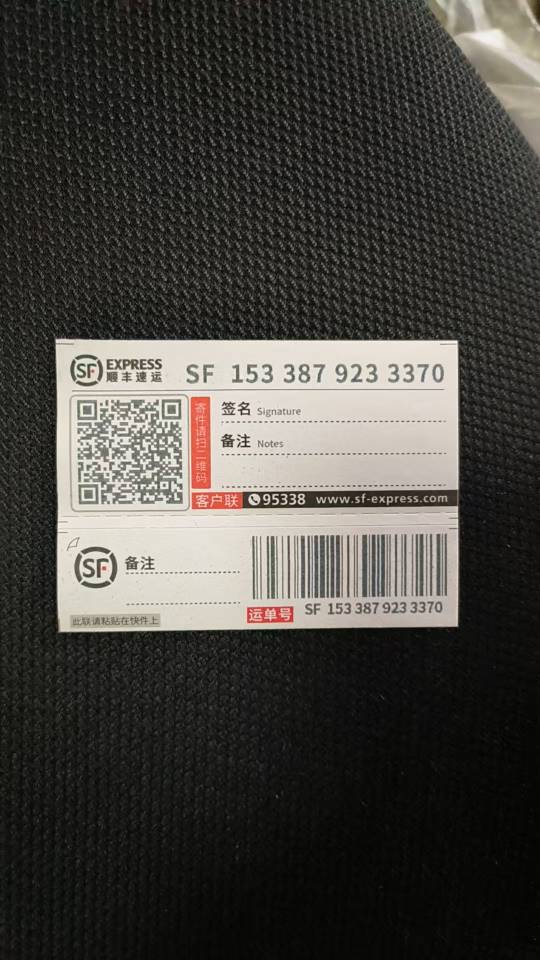 SF EXPRESS
顺丰速运
SF 153 387 923 3370
寄件请扫二维码
签名 Signature
备注 Notes
客户联 95338 www.sf-express.com
SF 备注
此联请粘贴在快件上
运单号 SF 153 387 923 3370